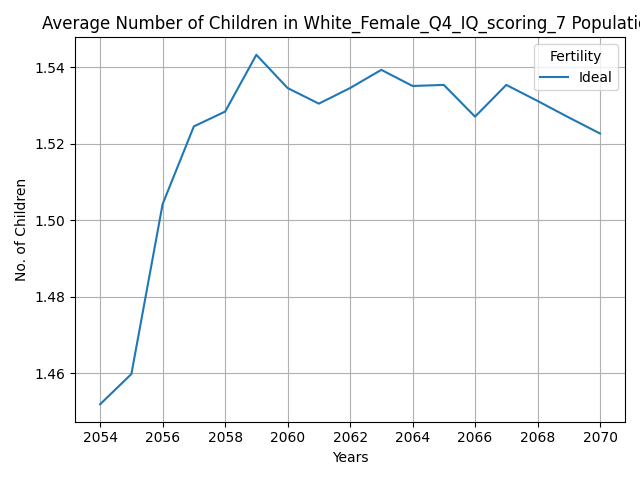 Average Number of Children in White_Female_Q4_IQ_scoring_7 Populatio
Fertility
Ideal
1.54
1.52
1.50
1.48
1.46
No. of Children
2054 2056 2058 2060 2062 2064 2066 2068 2070
Years